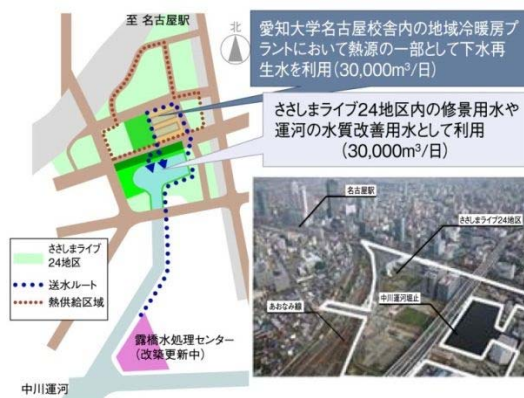 至 名古屋駅
北
愛知大学名古屋校舎内の地域冷暖房プ
ラントにおいて熱源の一部として下水再
生水を利用(30,000m³/日)
ささしまライブ24地区内の修景用水や
運河の水質改善用水として利用
(30,000m³/日)
ささしまライブ
24地区
送水ルート
熱供給区域
露橋水処理センター
(改築更新中)
中川運河
名古屋駅
ささしまライブ24地区
あおなみ線
中川運河堀止